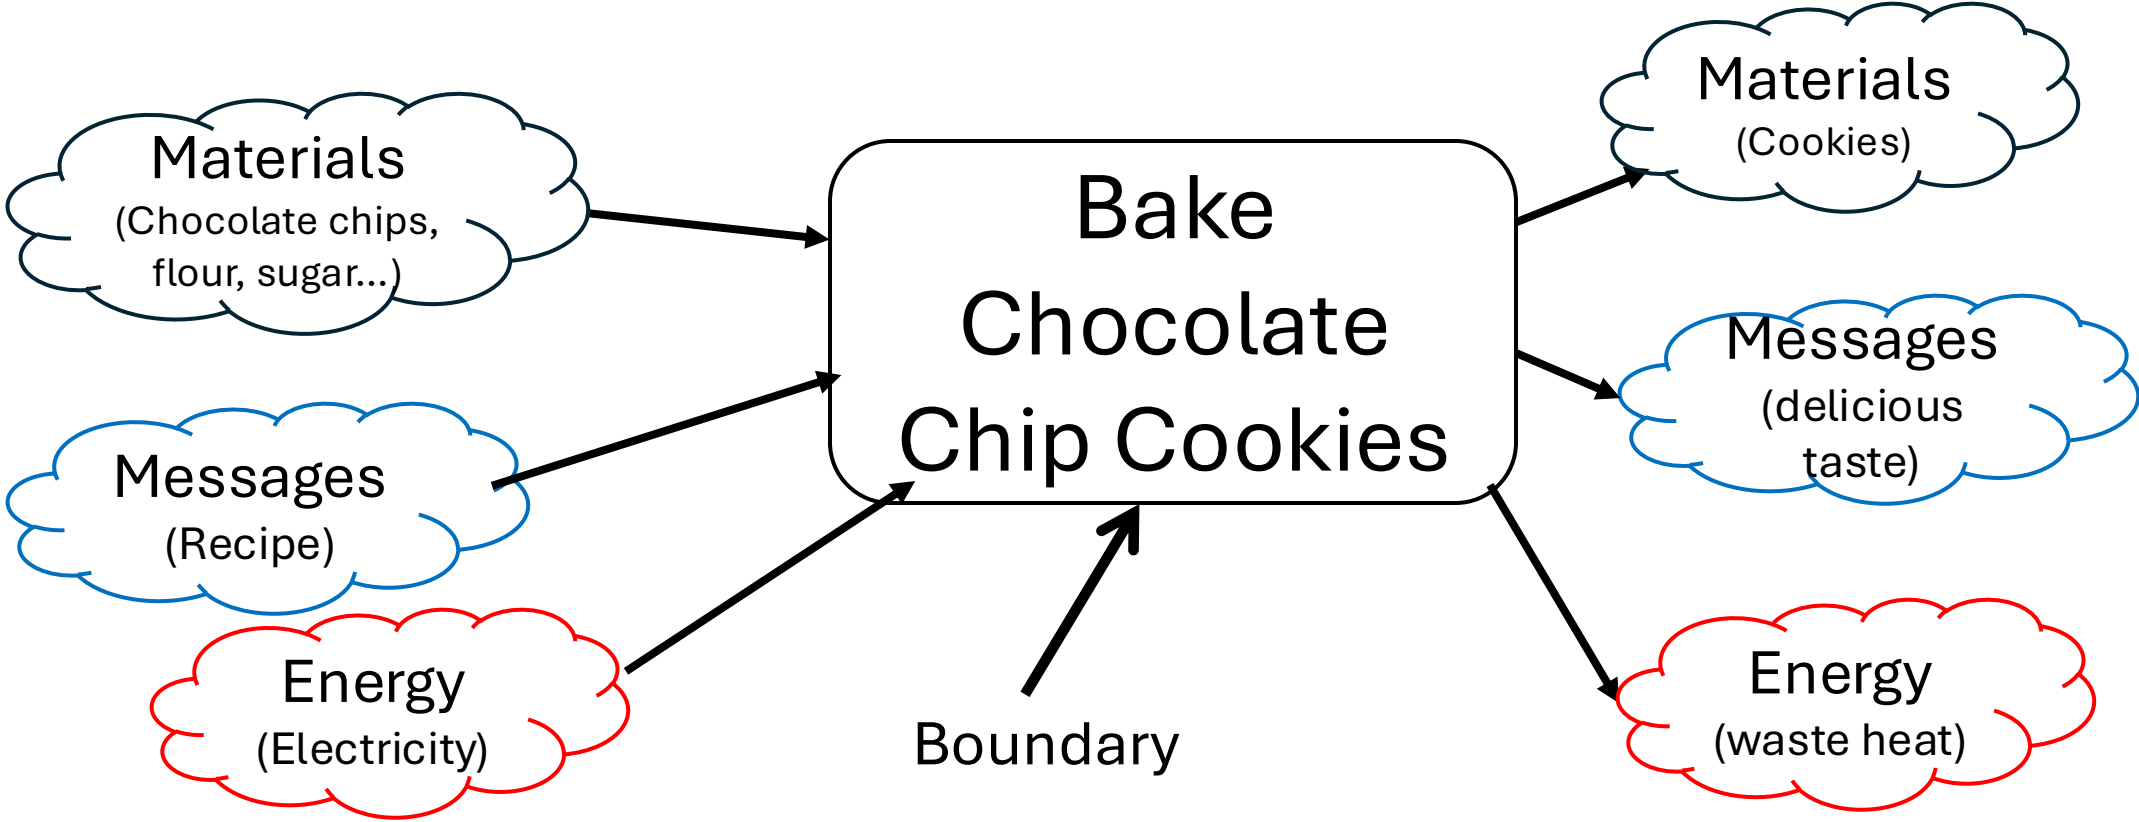 Materials
(Chocolate chips,
flour, sugar...)
Messages
(Recipe)
Energy
(Electricity)
Bake
Chocolate
Chip Cookies
Boundary
Materials
(Cookies)
Messages
(delicious
taste)
Energy
(waste heat)